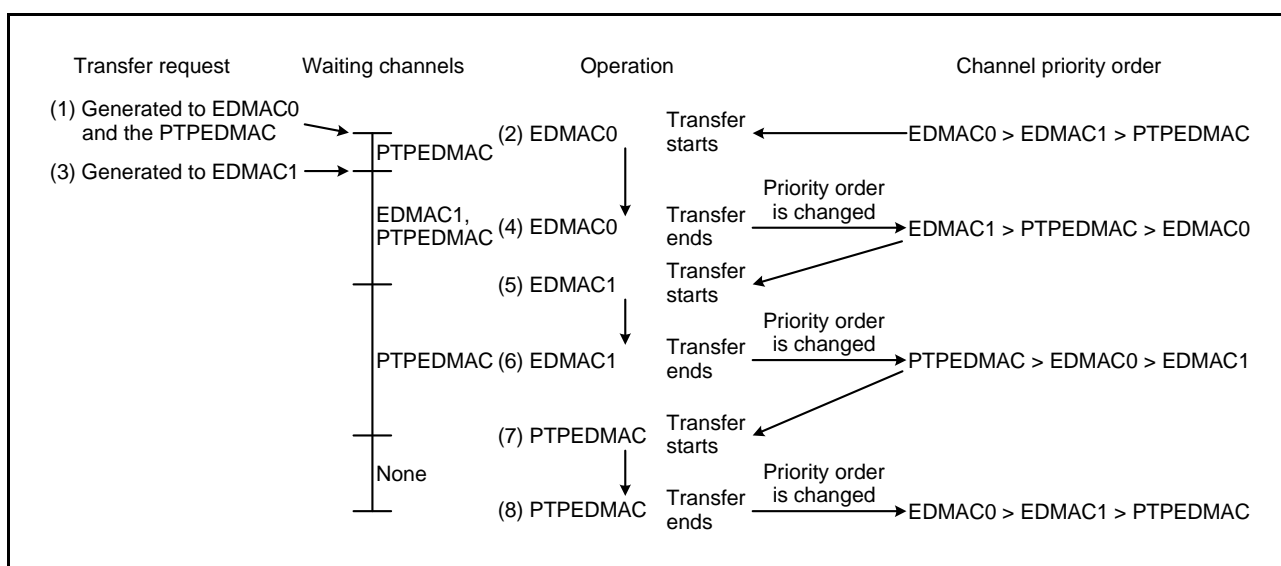 Transfer request
Waiting channels
Operation
Channel priority order
(1) Generated to EDMAC0
and the PTPEDMAC
PTPEDMAC
(2) EDMAC0
Transfer
starts
EDMAC0 > EDMAC1 > PTPEDMAC
(3) Generated to EDMAC1
EDMAC1,
PTPEDMAC
(4) EDMAC0
Transfer
ends
Priority order
is changed
EDMAC1 > PTPEDMAC > EDMAC0
(5) EDMAC1
Transfer
starts
PTPEDMAC
(6) EDMAC1
Transfer
ends
Priority order
is changed
PTPEDMAC > EDMAC0 > EDMAC1
(7) PTPEDMAC
Transfer
starts
None
(8) PTPEDMAC
Transfer
ends
Priority order
is changed
EDMAC0 > EDMAC1 > PTPEDMAC